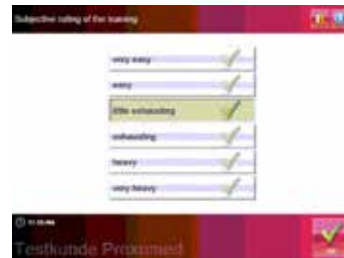 Subjective rating of the training
very easy
easy
little exhausting
exhausting
heavy
very heavy
Testkunde Proxomed